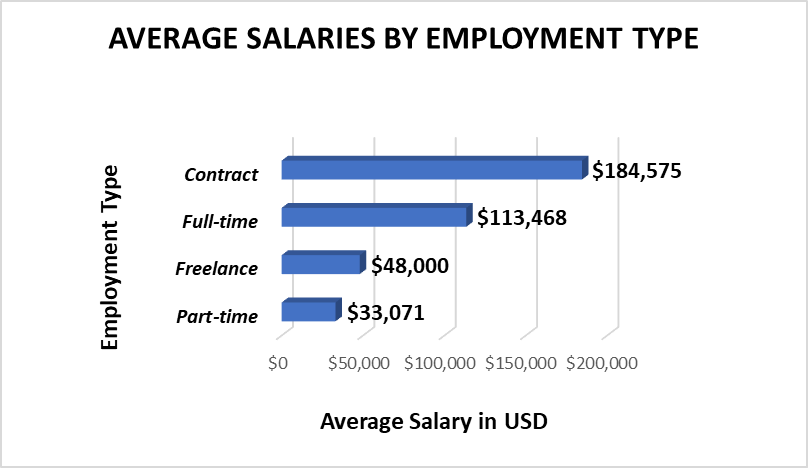 AVERAGE SALARIES BY EMPLOYMENT TYPE
Employment Type
Contract $184,575
Full-time $113,468
Freelance $48,000
Part-time $33,071
$0 $50,000 $100,000 $150,000 $200,000
Average Salary in USD